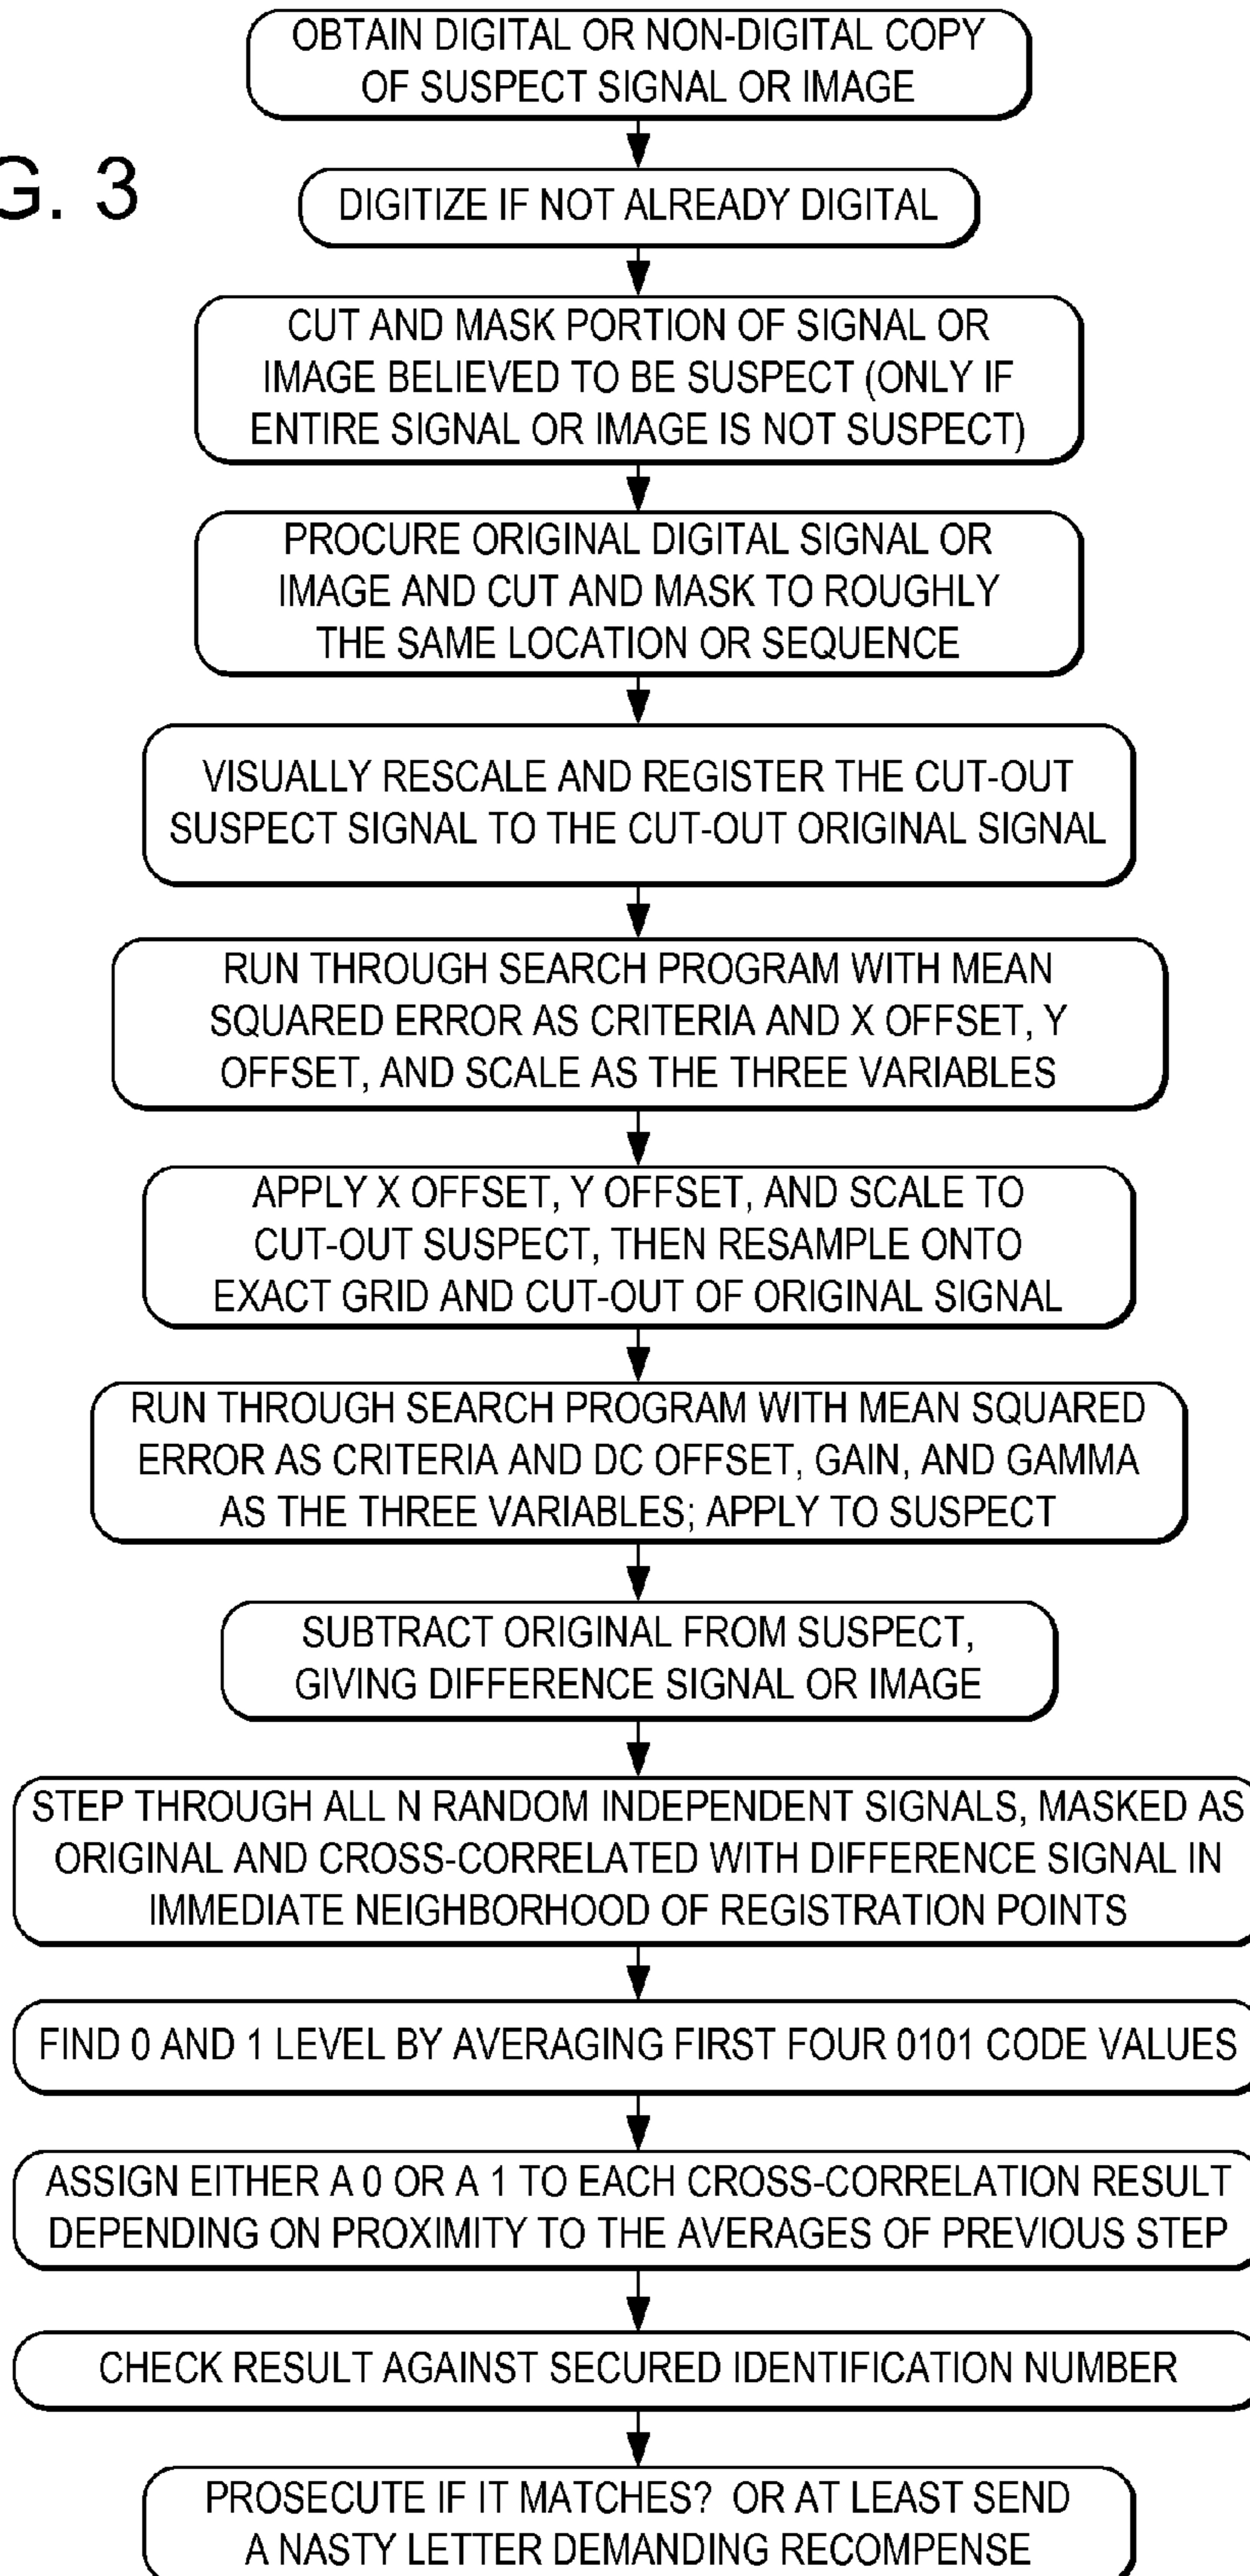 OBTAIN DIGITAL OR NON-DIGITAL COPY
OF SUSPECT SIGNAL OR IMAGE
G. 3
DIGITIZE IF NOT ALREADY DIGITAL
CUT AND MASK PORTION OF SIGNAL OR
IMAGE BELIEVED TO BE SUSPECT (ONLY IF
ENTIRE SIGNAL OR IMAGE IS NOT SUSPECT)
PROCURE ORIGINAL DIGITAL SIGNAL OR
IMAGE AND CUT AND MASK TO ROUGHLY
THE SAME LOCATION OR SEQUENCE
VISUALLY RESCALE AND REGISTER THE CUT-OUT
SUSPECT SIGNAL TO THE CUT-OUT ORIGINAL SIGNAL
RUN THROUGH SEARCH PROGRAM WITH MEAN
SQUARED ERROR AS CRITERIA AND X OFFSET, Y
OFFSET, AND SCALE AS THE THREE VARIABLES
APPLY X OFFSET, Y OFFSET, AND SCALE TO
CUT-OUT SUSPECT, THEN RESAMPLE ONTO
EXACT GRID AND CUT-OUT OF ORIGINAL SIGNAL
RUN THROUGH SEARCH PROGRAM WITH MEAN SQUARED
ERROR AS CRITERIA AND DC OFFSET, GAIN, AND GAMMA
AS THE THREE VARIABLES; APPLY TO SUSPECT
SUBTRACT ORIGINAL FROM SUSPECT,
GIVING DIFFERENCE SIGNAL OR IMAGE
STEP THROUGH ALL N RANDOM INDEPENDENT SIGNALS, MASKED AS
ORIGINAL AND CROSS-CORRELATED WITH DIFFERENCE SIGNAL IN
IMMEDIATE NEIGHBORHOOD OF REGISTRATION POINTS
FIND 0 AND 1 LEVEL BY AVERAGING FIRST FOUR 0101 CODE VALUES
ASSIGN EITHER A 0 OR A 1 TO EACH CROSS-CORRELATION RESULT
DEPENDING ON PROXIMITY TO THE AVERAGES OF PREVIOUS STEP
CHECK RESULT AGAINST SECURED IDENTIFICATION NUMBER
PROSECUTE IF IT MATCHES? OR AT LEAST SEND
A NASTY LETTER DEMANDING RECOMPENSE